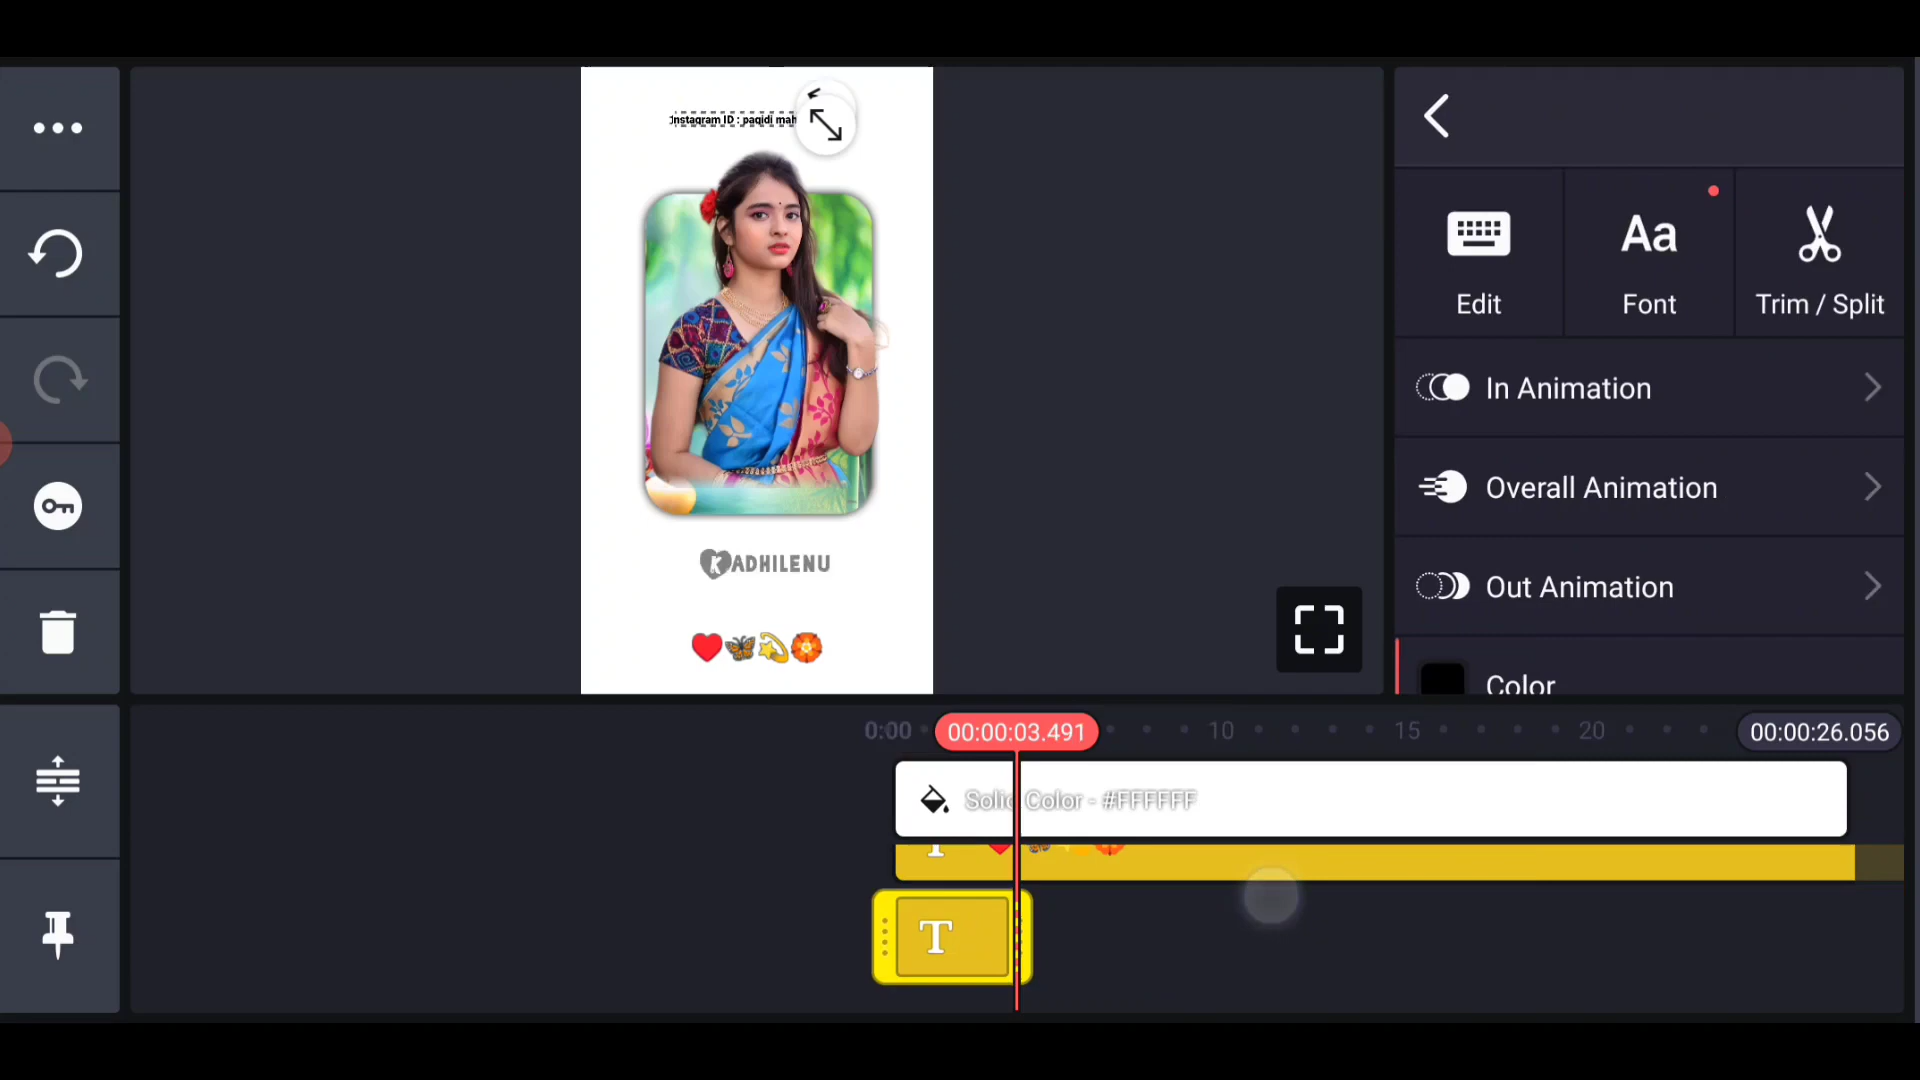 Instagram ID : pagidi mah
KADHILENU
Edit
Aa
Font
Trim / Split
In Animation
Overall Animation
Out Animation
Color
0:00
00:00:03.491
10
15
20
00:00:26.056
Solid Color - #FFFFFF
T
T